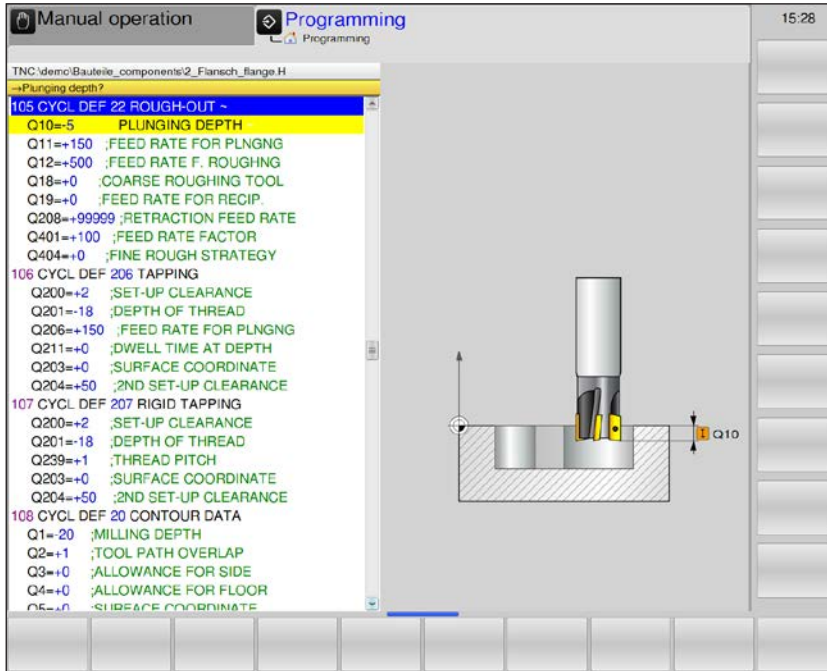 Manual operation
Programming
15:28
Programming
TNC:\demo\Bauteile_components\2_Flansch_flange.H
→Plunging depth?
105 CYCL DEF 22 ROUGH-OUT ~
Q10=-5 PLUNGING DEPTH
Q11=+150 ;FEED RATE FOR PLNGNG
Q12=+500 ;FEED RATE F. ROUGHNG
Q18=+0 ;COARSE ROUGHING TOOL
Q19=+0 ;FEED RATE FOR RECIP.
Q208=+99999 ;RETRACTION FEED RATE
Q401=+100 ;FEED RATE FACTOR
Q404=+0 ;FINE ROUGH STRATEGY
106 CYCL DEF 206 TAPPING
Q200=+2 ;SET-UP CLEARANCE
Q201=-18 ;DEPTH OF THREAD
Q206=+150 ;FEED RATE FOR PLNGNG
Q211=+0 ;DWELL TIME AT DEPTH
Q203=+0 ;SURFACE COORDINATE
Q204=+50 ;2ND SET-UP CLEARANCE
107 CYCL DEF 207 RIGID TAPPING
Q200=+2 ;SET-UP CLEARANCE
Q201=-18 ;DEPTH OF THREAD
Q239=+1 ;THREAD PITCH
Q203=+0 ;SURFACE COORDINATE
Q204=+50 ;2ND SET-UP CLEARANCE
108 CYCL DEF 20 CONTOUR DATA
Q1=-20 ;MILLING DEPTH
Q2=+1 ;TOOL PATH OVERLAP
Q3=+0 ;ALLOWANCE FOR SIDE
Q4=+0 ;ALLOWANCE FOR FLOOR
Q5=+0 ;SURFACE COORDINATE
I Q10